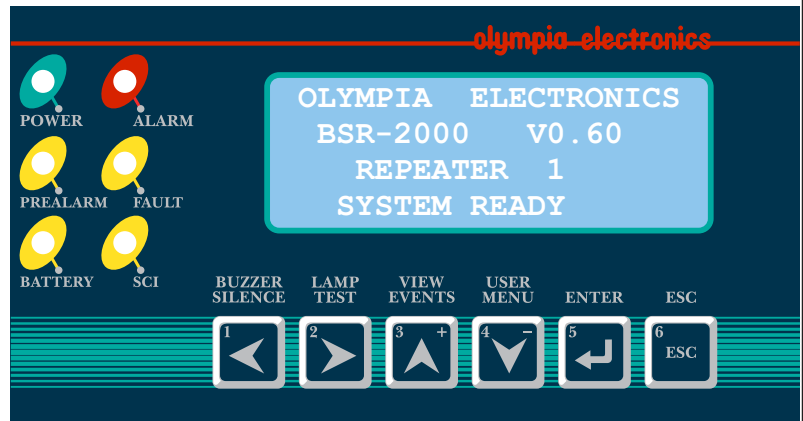 olympia electronics
POWER ALARM
PREALARM FAULT
BATTERY SCI
OLYMPIA ELECTRONICS
BSR-2000 V0.60
REPEATER 1
SYSTEM READY
BUZZER SILENCE
LAMP TEST
VIEW EVENTS
USER MENU
ENTER
ESC
1
2
3 +
4 -
5
6
ESC